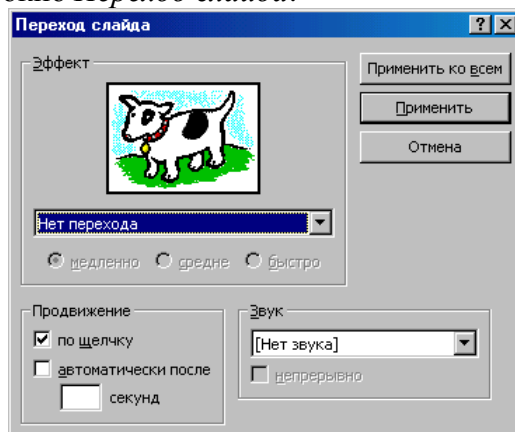 окно Переход слайда.
Переход слайда
Эффект
Нет перехода
медленно средне быстро
Применить ко всем
Применить
Отмена
Продвижение
по щелчку
автоматически после
секунд
Звук
[Нет звука]
непрерывно